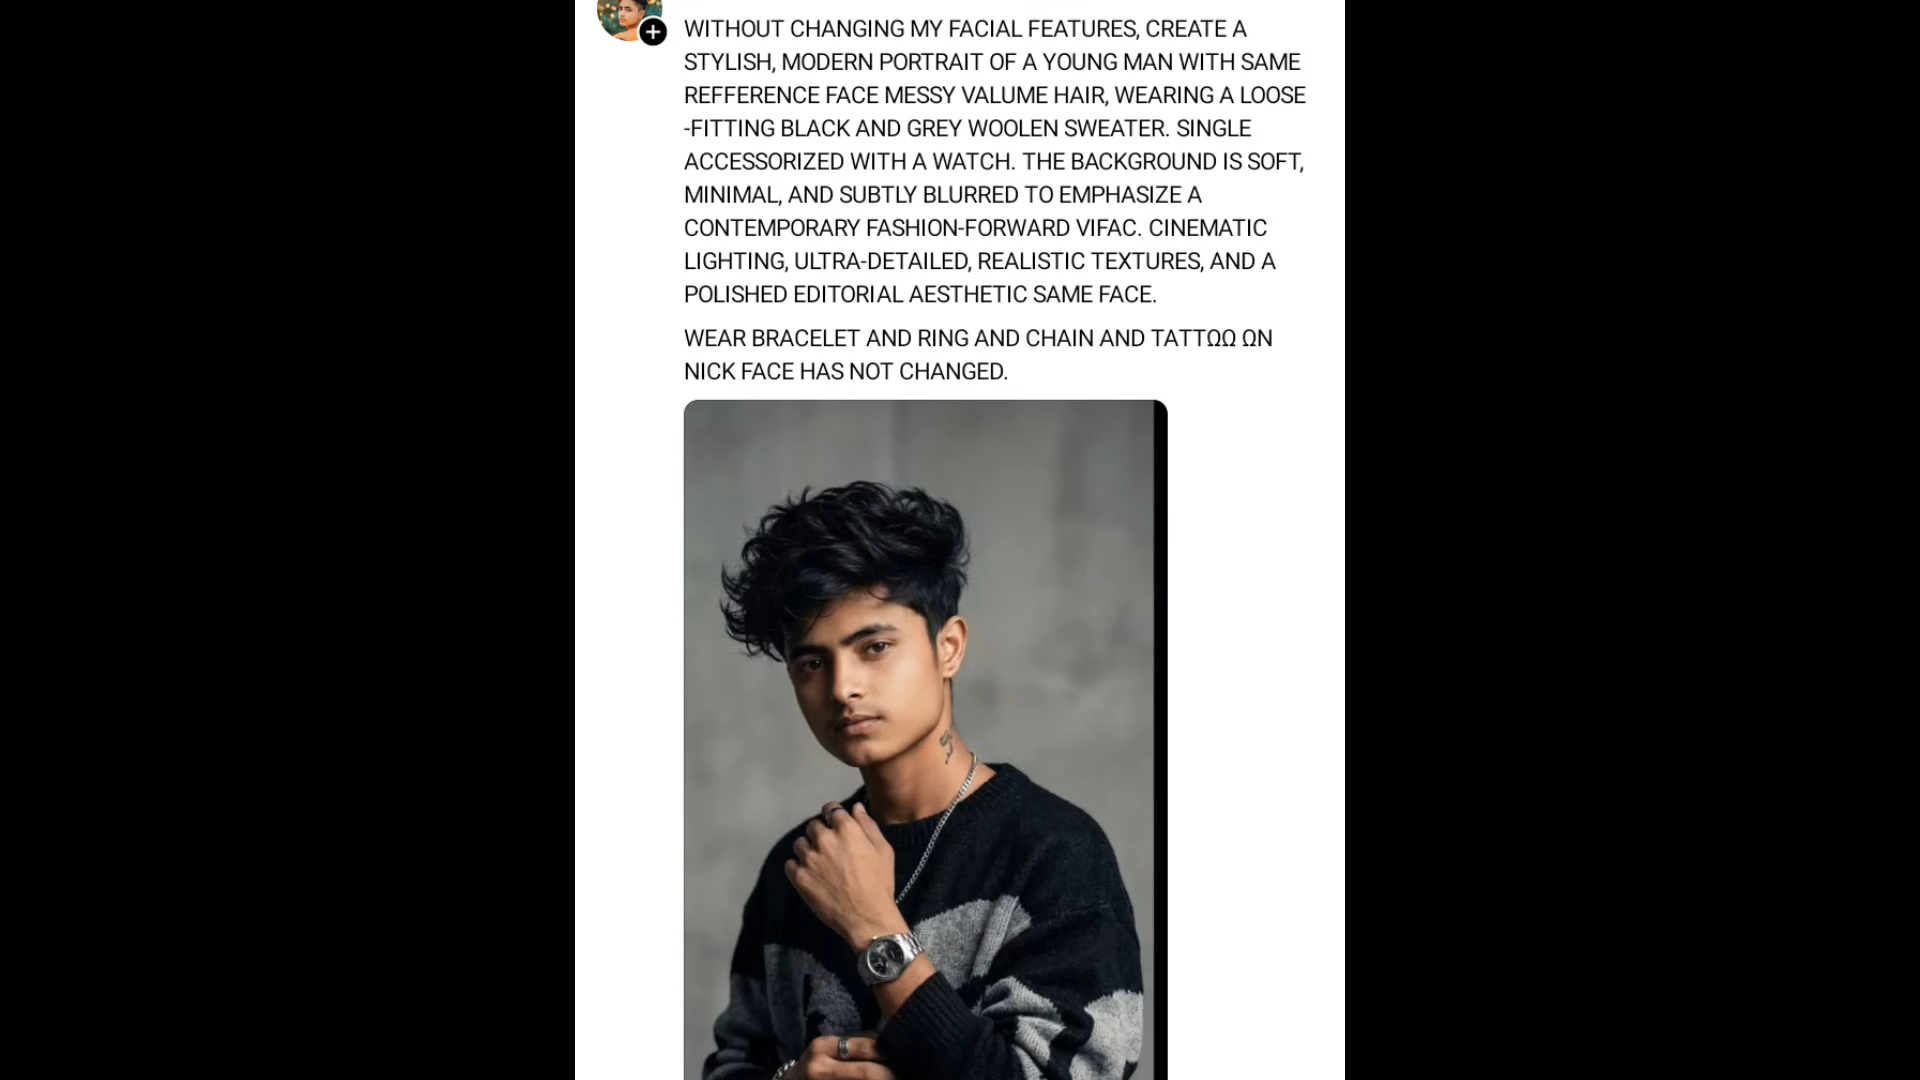 WITHOUT CHANGING MY FACIAL FEATURES, CREATE A
STYLISH, MODERN PORTRAIT OF A YOUNG MAN WITH SAME
REFFERENCE FACE MESSY VALUME HAIR, WEARING A LOOSE
-FITTING BLACK AND GREY WOOLEN SWEATER. SINGLE
ACCESSORIZED WITH A WATCH. THE BACKGROUND IS SOFT,
MINIMAL, AND SUBTLY BLURRED TO EMPHASIZE A
CONTEMPORARY FASHION-FORWARD VIFAC. CINEMATIC
LIGHTING, ULTRA-DETAILED, REALISTIC TEXTURES, AND A
POLISHED EDITORIAL AESTHETIC SAME FACE.
WEAR BRACELET AND RING AND CHAIN AND TATTΩΩ ΩN
NICK FACE HAS NOT CHANGED.